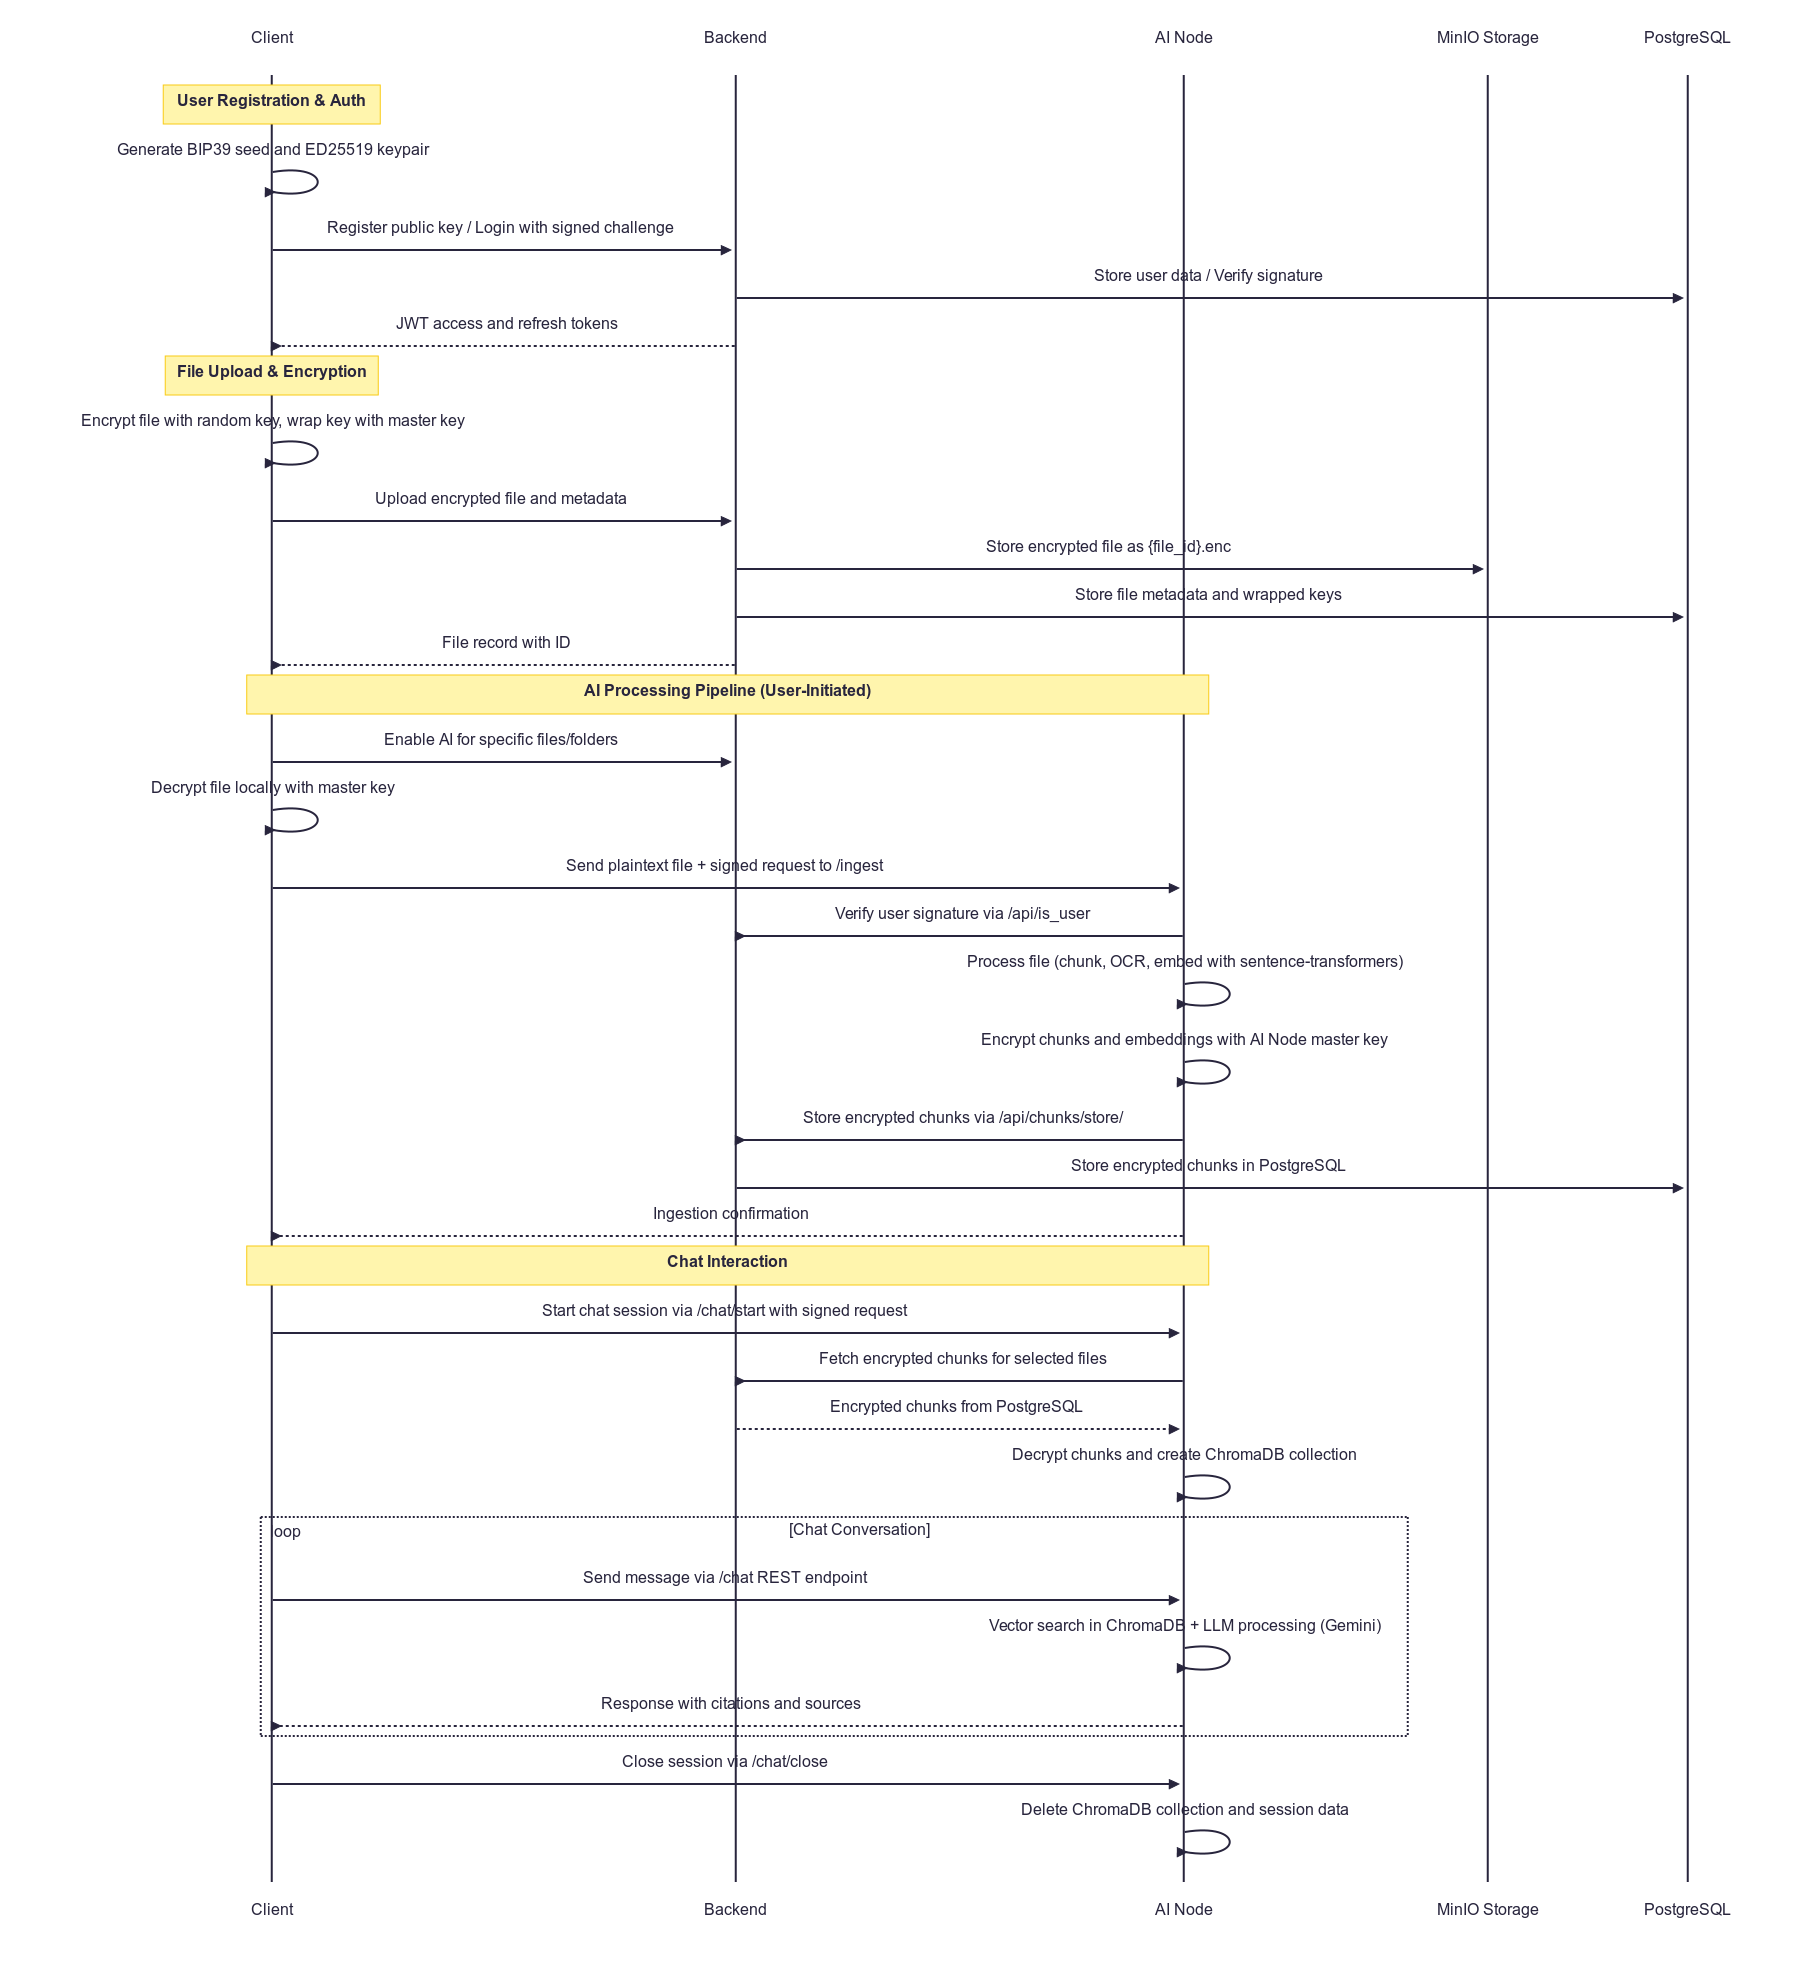 Client
Backend
AI Node
MinIO Storage
PostgreSQL
User Registration & Auth
Generate BIP39 seed and ED25519 keypair
Register public key / Login with signed challenge
Store user data / Verify signature
JWT access and refresh tokens
File Upload & Encryption
Encrypt file with random key, wrap key with master key
Upload encrypted file and metadata
Store encrypted file as {file_id}.enc
Store file metadata and wrapped keys
File record with ID
AI Processing Pipeline (User-Initiated)
Enable AI for specific files/folders
Decrypt file locally with master key
Send plaintext file + signed request to /ingest
Verify user signature via /api/is_user
Process file (chunk, OCR, embed with sentence-transformers)
Encrypt chunks and embeddings with AI Node master key
Store encrypted chunks via /api/chunks/store/
Store encrypted chunks in PostgreSQL
Ingestion confirmation
Chat Interaction
Start chat session via /chat/start with signed request
Fetch encrypted chunks for selected files
Encrypted chunks from PostgreSQL
Decrypt chunks and create ChromaDB collection
loop
[Chat Conversation]
Send message via /chat REST endpoint
Vector search in ChromaDB + LLM processing (Gemini)
Response with citations and sources
Close session via /chat/close
Delete ChromaDB collection and session data
Client
Backend
AI Node
MinIO Storage
PostgreSQL